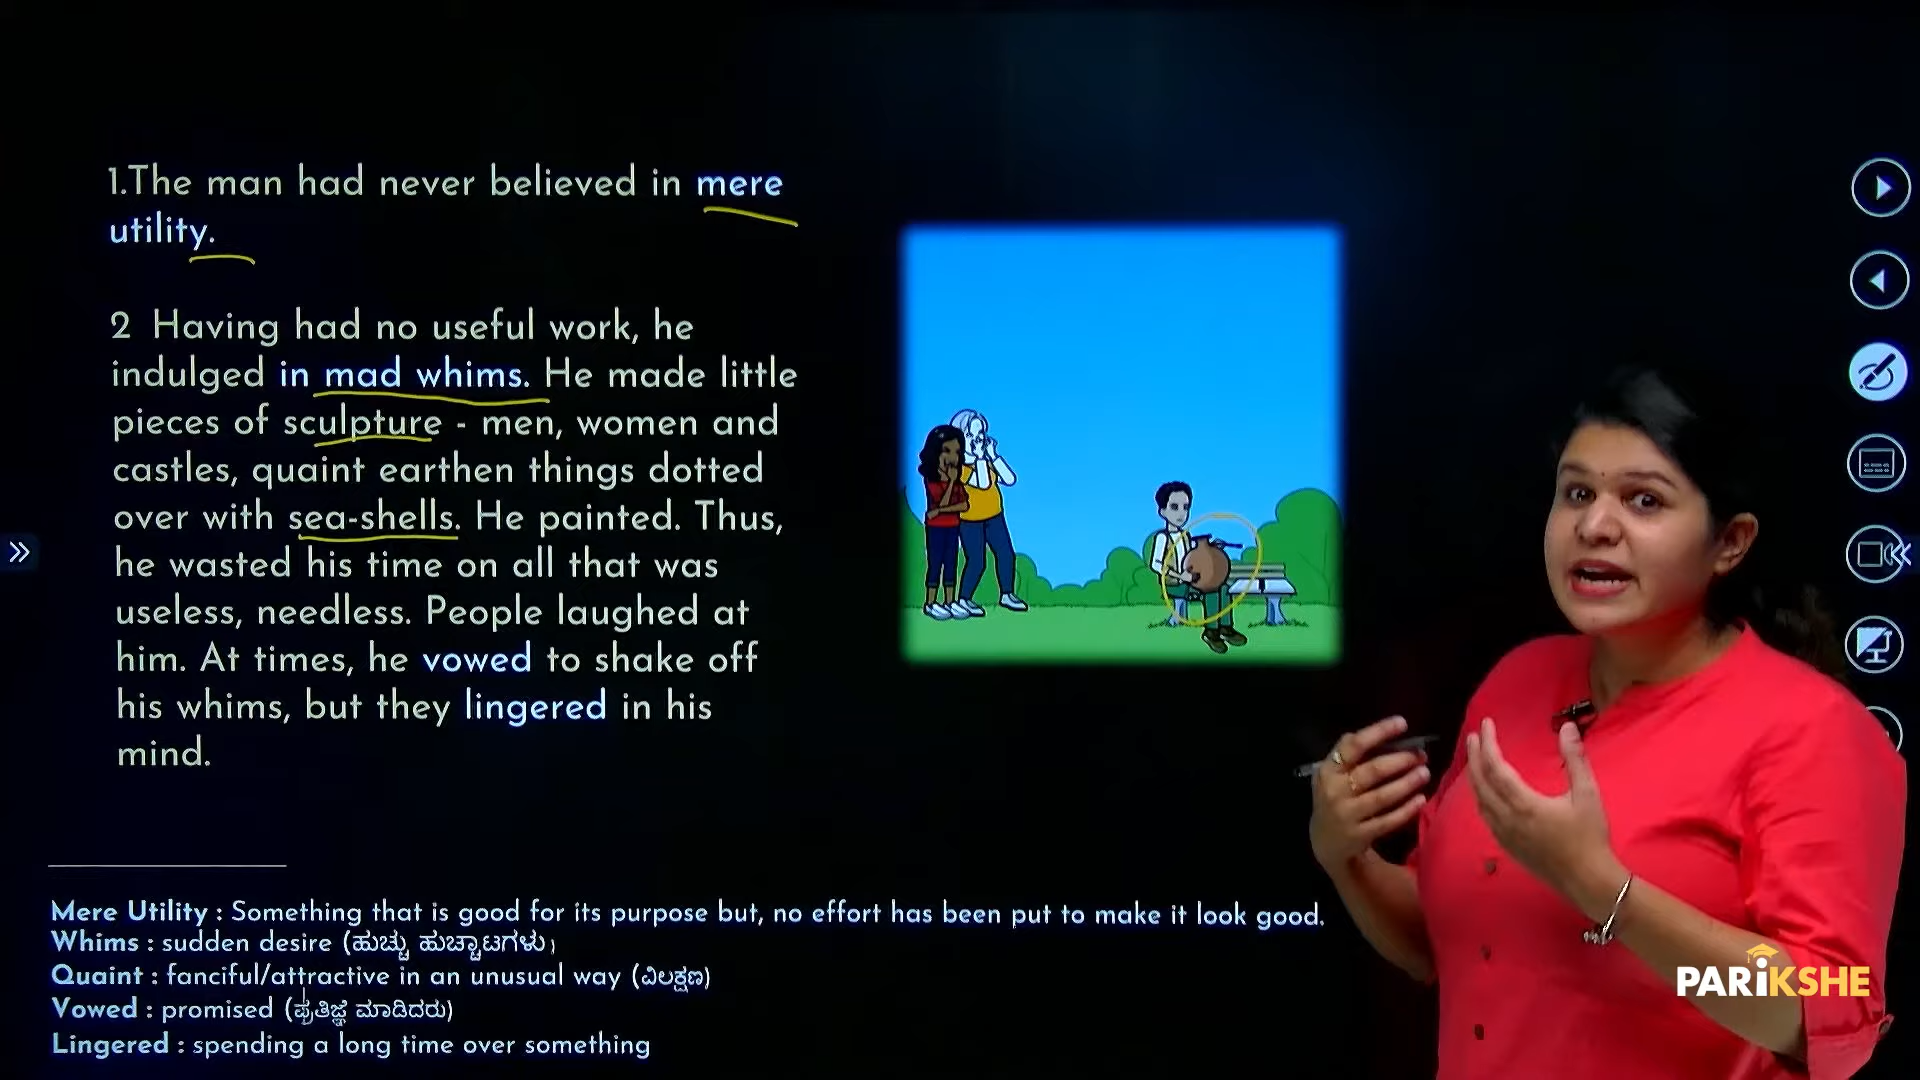 1.The man had never believed in mere
utility.
2 Having had no useful work, he
indulged in mad whims. He made little
pieces of sculpture - men, women and
castles, quaint earthen things dotted
over with sea-shells. He painted. Thus,
he wasted his time on all that was
useless, needless. People laughed at
him. At times, he vowed to shake off
his whims, but they lingered in his
mind.
Mere Utility : Something that is good for its purpose but, no effort has been put to make it look good.
Whims : sudden desire (ಹುಚ್ಚು ಹುಚ್ಚಾಟಗಳು)
Quaint : fanciful/attractive in an unusual way (ವಿಲಕ್ಷಣ)
Vowed : promised (ಪ್ರತಿಜ್ಞೆ ಮಾಡಿದರು)
Lingered : spending a long time over something
PARiKSHE